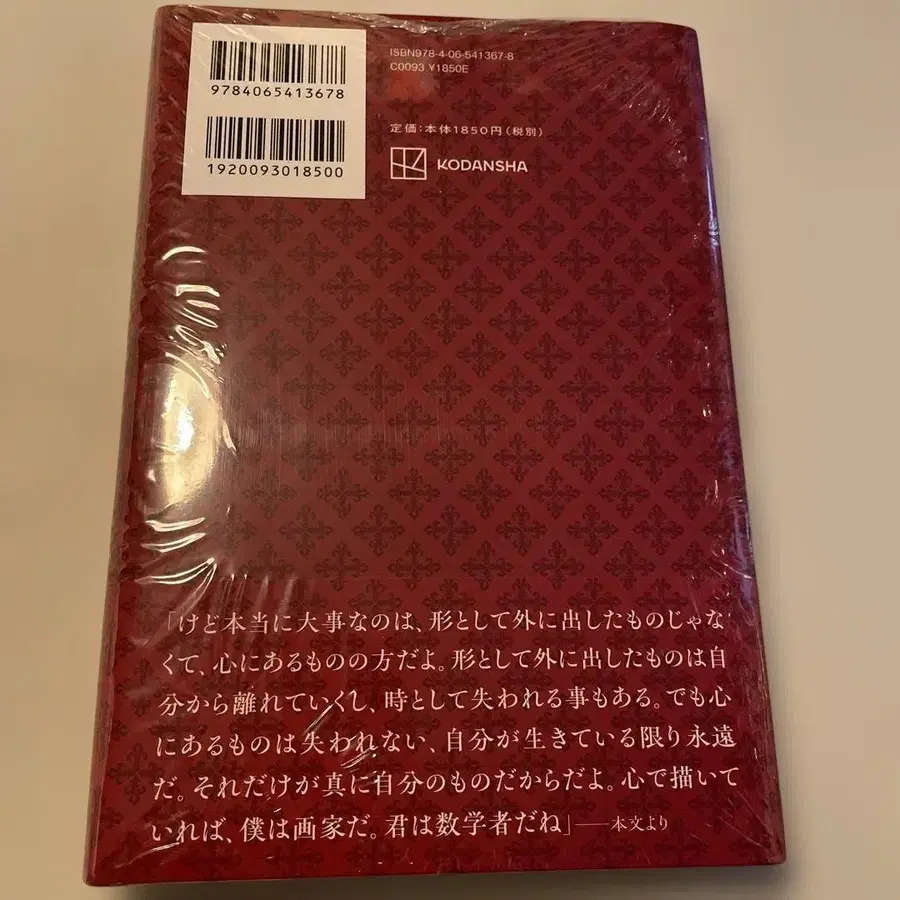 ISBN978-4-06-541367-8
C0093 ¥1850E
9784065413678
定価:本体1850円(税別)
1920093018500
KODANSHA
「けど本当に大事なのは、形として外に出したものじゃな
くて、心にあるものの方だよ。形として外に出したものは自
分から離れていくし、時として失われる事もある。でも心
にあるものは失われない、自分が生きている限り永遠
だ。それだけが真に自分のものだからだよ。心で描いて
いれば、僕は画家だ。君は数学者だね」──本文より